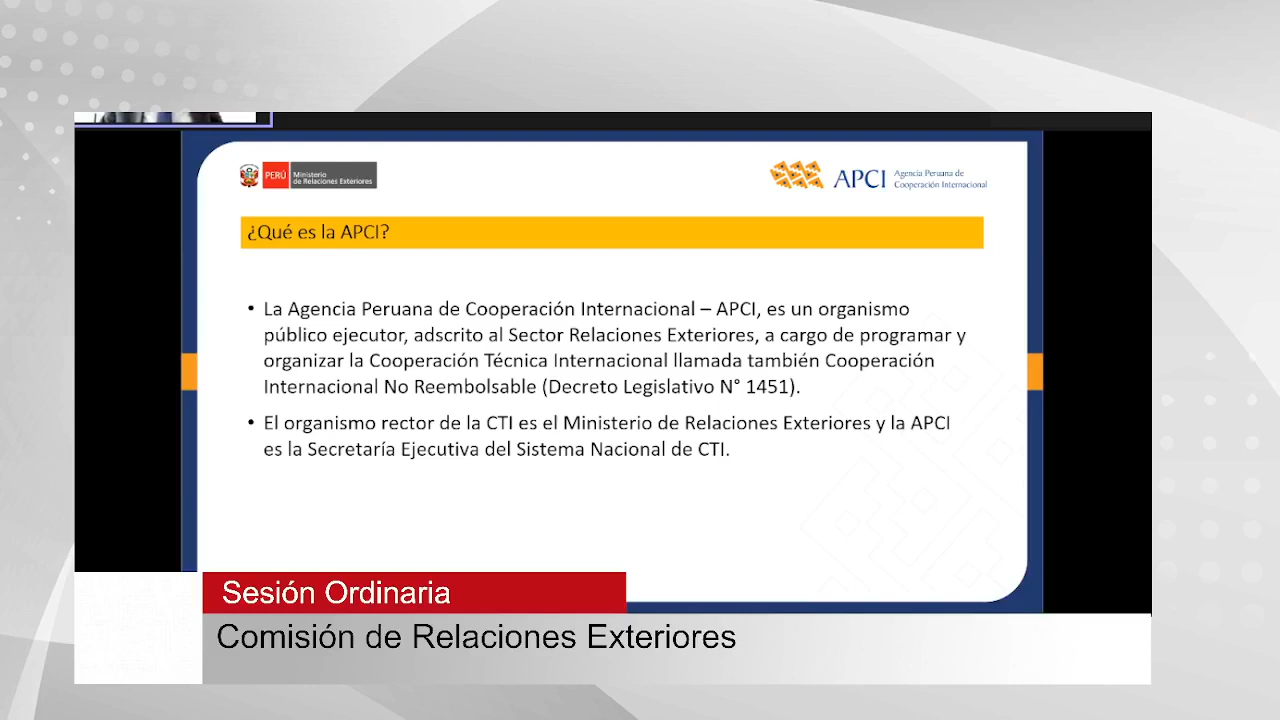 PERÚ
Ministerio
de Relaciones Exteriores
APCI
Agencia Peruana de
Cooperación Internacional
¿Qué es la APCI?
• La Agencia Peruana de Cooperación Internacional – APCI, es un organismo
público ejecutor, adscrito al Sector Relaciones Exteriores, a cargo de programar y
organizar la Cooperación Técnica Internacional llamada también Cooperación
Internacional No Reembolsable (Decreto Legislativo N° 1451).
• El organismo rector de la CTI es el Ministerio de Relaciones Exteriores y la APCI
es la Secretaría Ejecutiva del Sistema Nacional de CTI.
Sesión Ordinaria
Comisión de Relaciones Exteriores